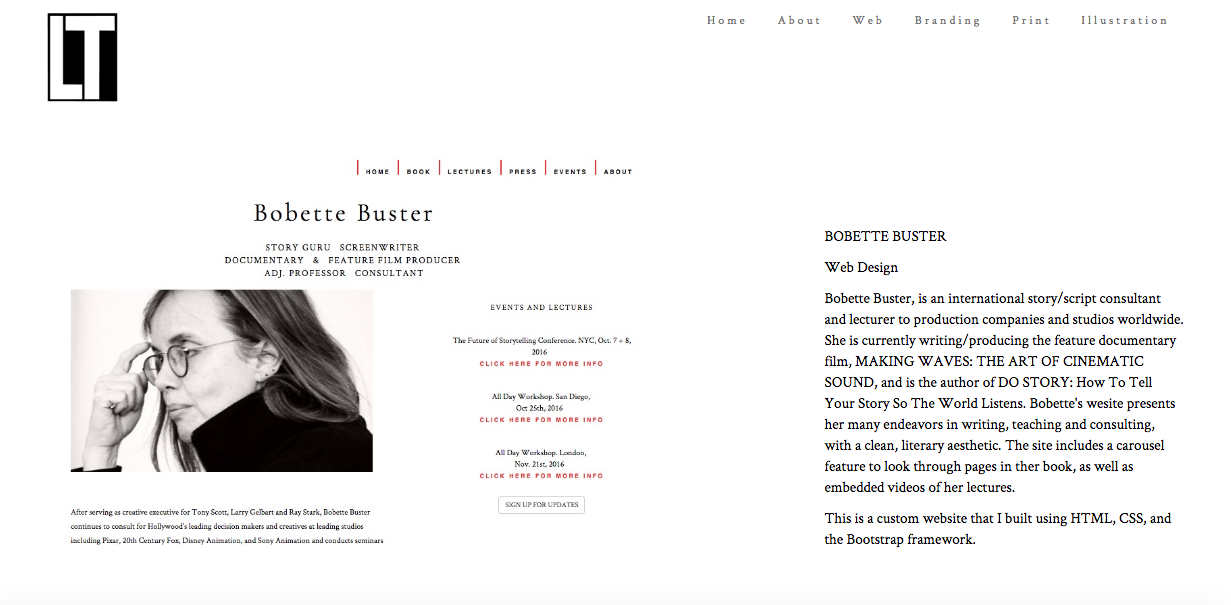 LT
Home About Web Branding Print Illustration
HOME BOOK LECTURES PRESS EVENTS ABOUT
Bobette Buster
STORY GURU SCREENWRITER
DOCUMENTARY & FEATURE FILM PRODUCER
ADJ. PROFESSOR CONSULTANT
EVENTS AND LECTURES
The Future of Storytelling Conference. NYC, Oct. 7 + 8,
2016
CLICK HERE FOR MORE INFO
All Day Workshop. San Diego,
Oct 25th, 2016
CLICK HERE FOR MORE INFO
All Day Workshop. London,
Nov. 21st, 2016
CLICK HERE FOR MORE INFO
SIGN UP FOR UPDATES
After serving as creative executive for Tony Scott, Larry Gelbart and Ray Stark, Bobette Buster
continues to consult for Hollywood's leading decision makers and creatives at leading studios
including Pixar, 20th Century Fox, Disney Animation, and Sony Animation and conducts seminars
BOBETTE BUSTER
Web Design
Bobette Buster, is an international story/script consultant
and lecturer to production companies and studios worldwide.
She is currently writing/producing the feature documentary
film, MAKING WAVES: THE ART OF CINEMATIC
SOUND, and is the author of DO STORY: How To Tell
Your Story So The World Listens. Bobette's wesite presents
her many endeavors in writing, teaching and consulting,
with a clean, literary aesthetic. The site includes a carousel
feature to look through pages in ther book, as well as
embedded videos of her lectures.
This is a custom website that I built using HTML, CSS, and
the Bootstrap framework.